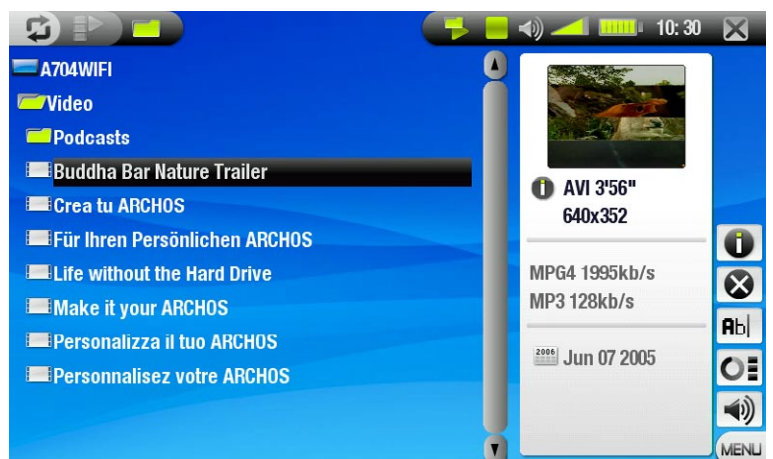 10:30
A704WIFI
Video
Podcasts
Buddha Bar Nature Trailer
Crea tu ARCHOS
Für Ihren Persönlichen ARCHOS
Life without the Hard Drive
Make it your ARCHOS
Personalizza il tuo ARCHOS
Personnalisez votre ARCHOS
AVI 3'56"
640x352
MPG4 1995kb/s
MP3 128kb/s
2006 Jun 07 2005
Ab
MENU